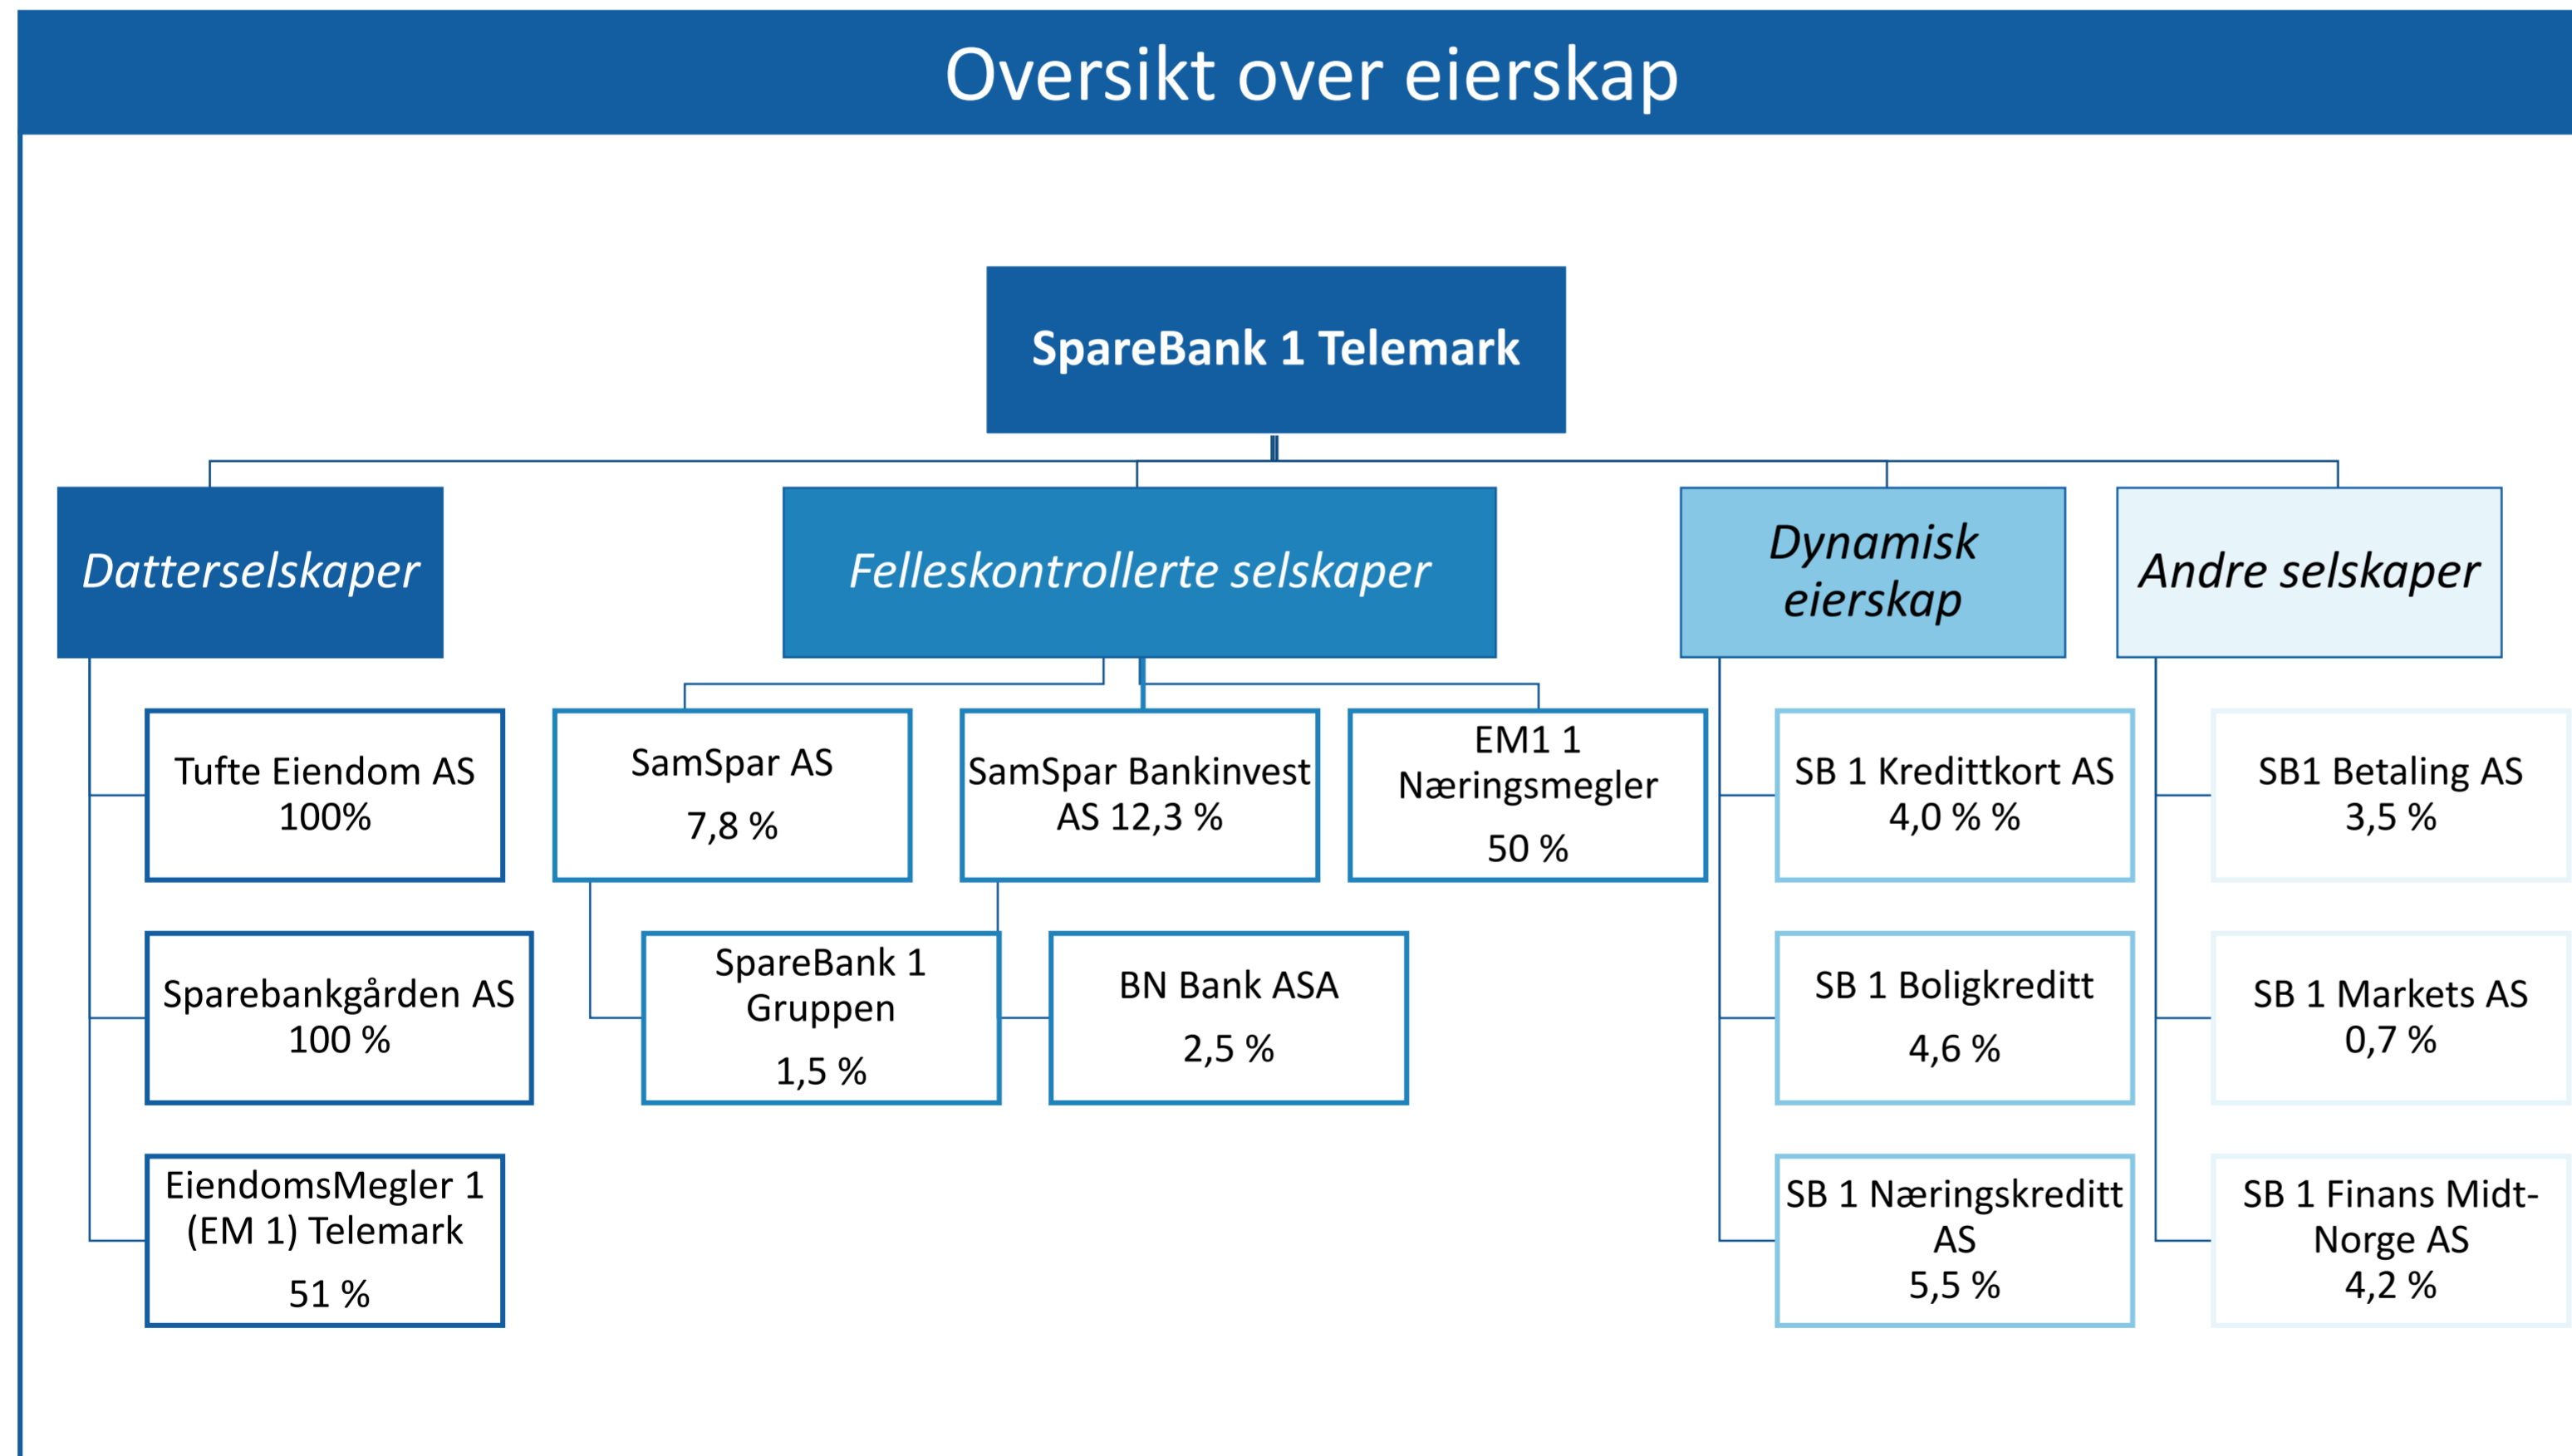 Oversikt over eierskap
SpareBank 1 Telemark
Datterselskaper
Felleskontrollerte selskaper
Dynamisk
eierskap
Andre selskaper
Tufte Eiendom AS
100%
Sparebankgården AS
100 %
EiendomsMegler 1
(EM 1) Telemark
51 %
SamSpar AS
7,8 %
SpareBank 1
Gruppen
1,5 %
SamSpar Bankinvest
AS 12,3 %
BN Bank ASA
2,5 %
EM1 1
Næringsmegler
50 %
SB 1 Kredittkort AS
4,0 % %
SB 1 Boligkreditt
4,6 %
SB 1 Næringskreditt
AS
5,5 %
SB1 Betaling AS
3,5 %
SB 1 Markets AS
0,7 %
SB 1 Finans Midt-
Norge AS
4,2 %